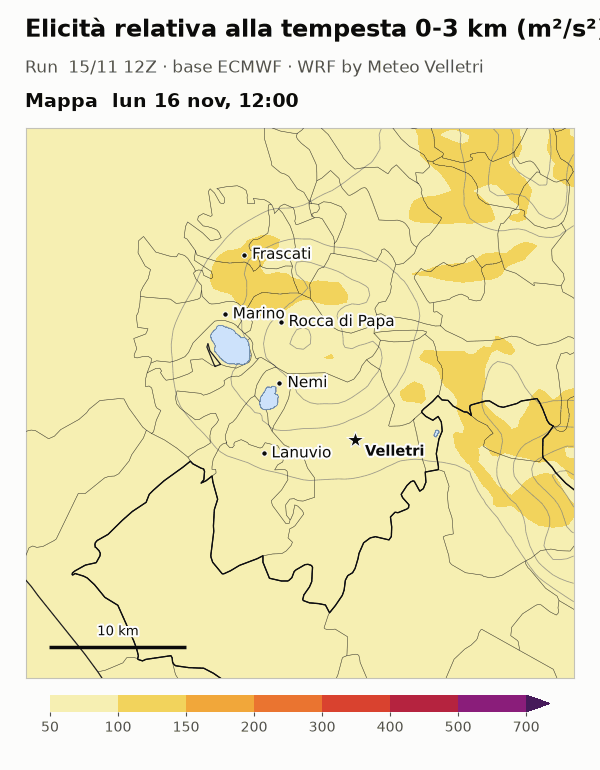 Elicità relativa alla tempesta 0-3 km (m²/s²)
Run 15/11 12Z · base ECMWF · WRF by Meteo Velletri
Mappa lun 16 nov, 12:00
Frascati
Marino
Rocca di Papa
Nemi
Velletri
Lanuvio
10 km
50 100 150 200 300 400 500 700